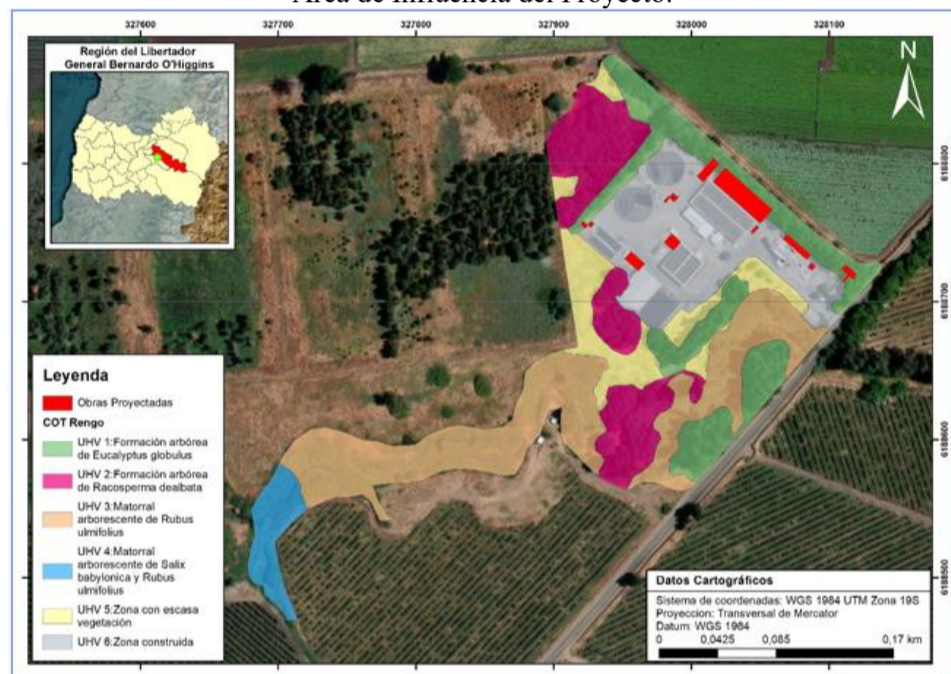 Área de Influencia del Proyecto.
327600
327700
327800
327900
328000
328100
Región del Libertador
General Bernardo O'Higgins
N
6188800
6188700
6188600
6188500
Leyenda
Obras Proyectadas
COT Rengo
UHV 1:Formación arbórea
de Eucalyptus globulus
UHV 2:Formación arbórea
de Racosperma dealbata
UHV 3:Matorral
arborescente de Rubus
ulmifolius
UHV 4:Matorral
arborescente de Salix
babylonica y Rubus
ulmifolius
UHV 5:Zona con escasa
vegetación
UHV 6:Zona construida
Datos Cartográficos
Sistema de coordenadas: WGS 1984 UTM Zona 19S
Proyeccion: Transversal de Mercator
Datum: WGS 1984
0 0,0425 0,085 0,17 km